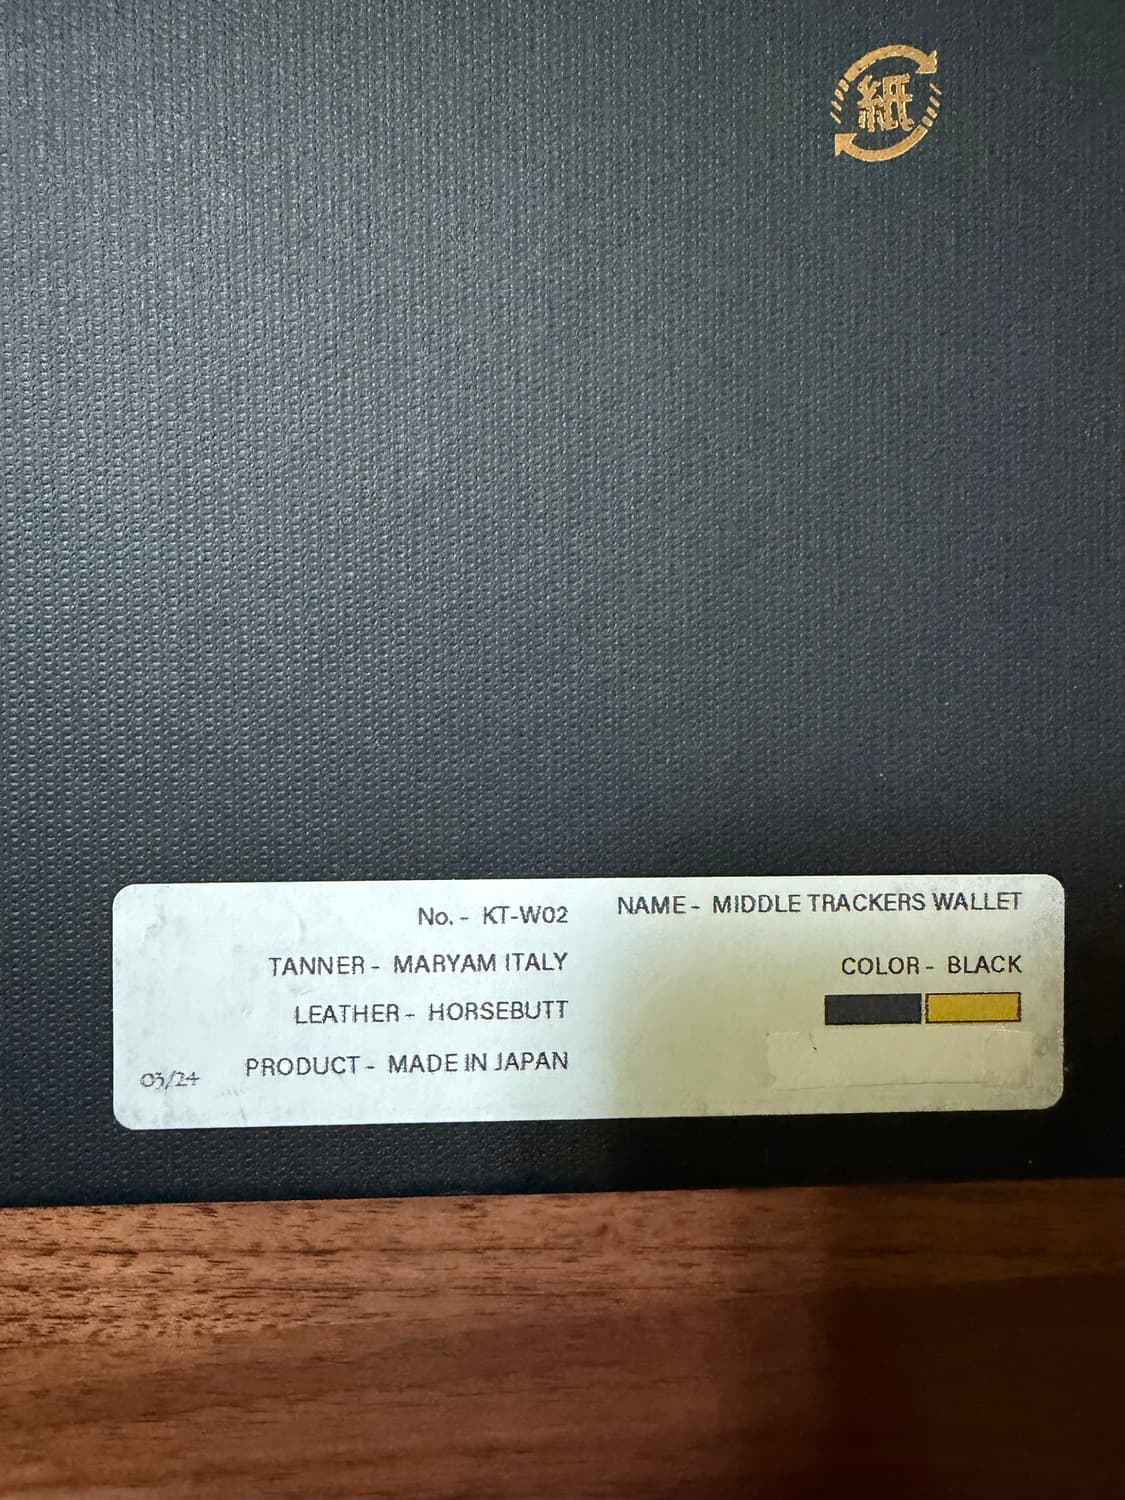 紙
No. - KT-W02
NAME - MIDDLE TRACKERS WALLET
TANNER - MARYAM ITALY
COLOR - BLACK
LEATHER - HORSEBUTT
PRODUCT - MADE IN JAPAN
03/24